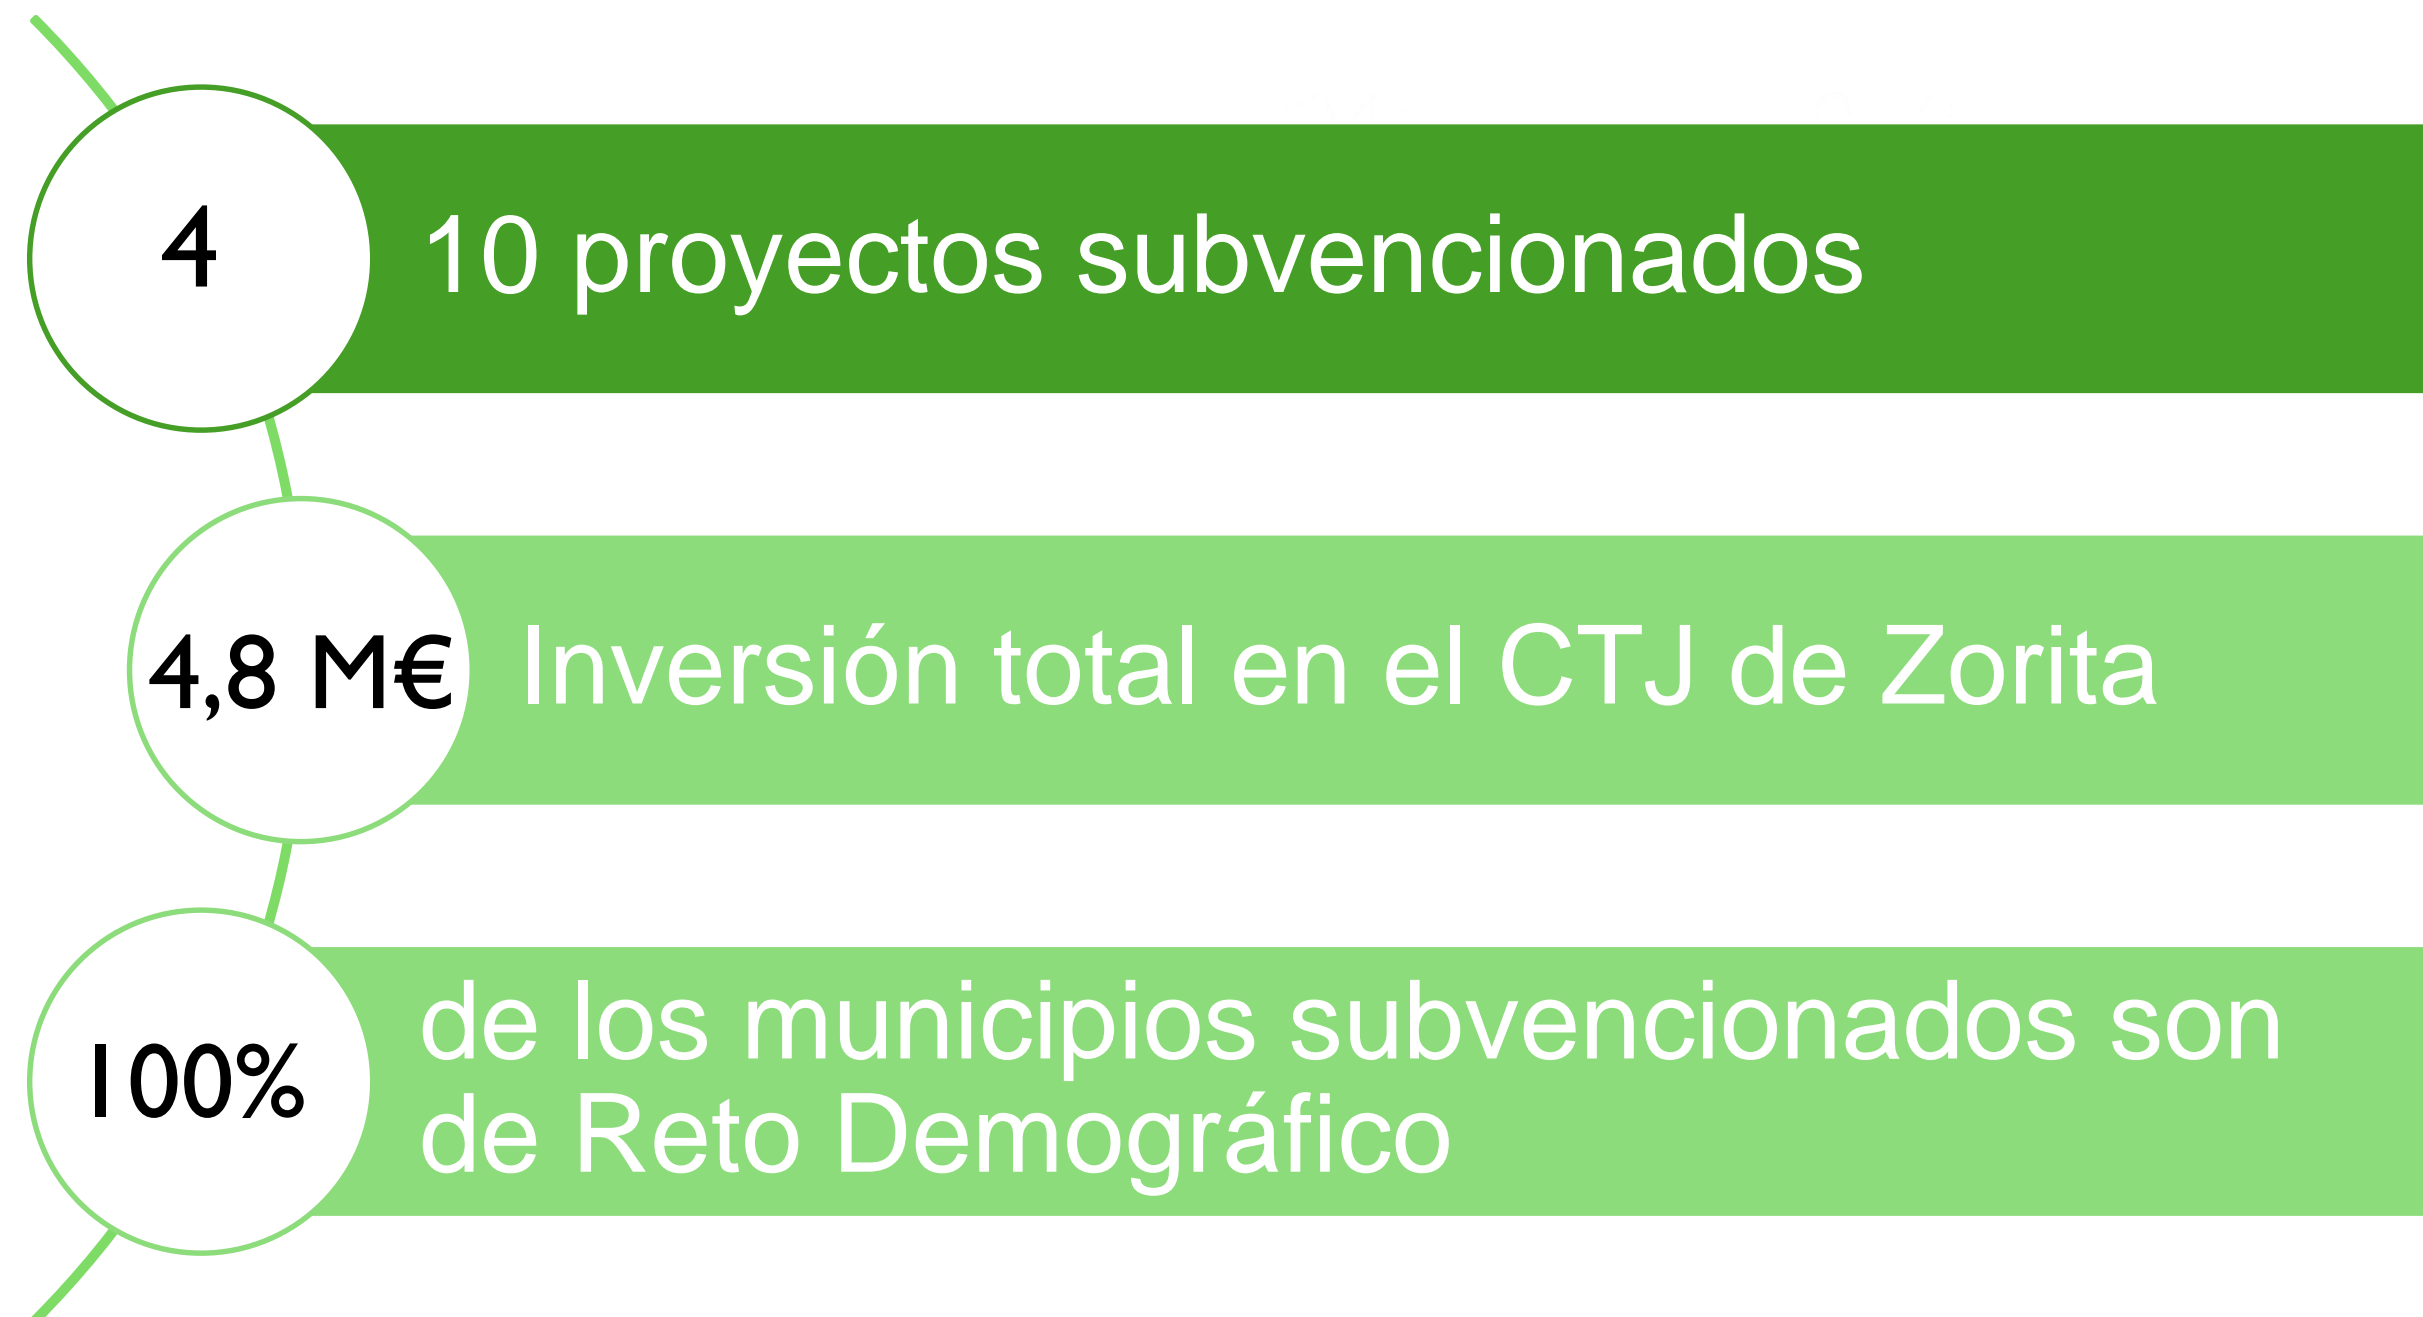 4
10 proyectos subvencionados
4,8 M€
Inversión total en el CTJ de Zorita
100%
de los municipios subvencionados son
de Reto Demográfico